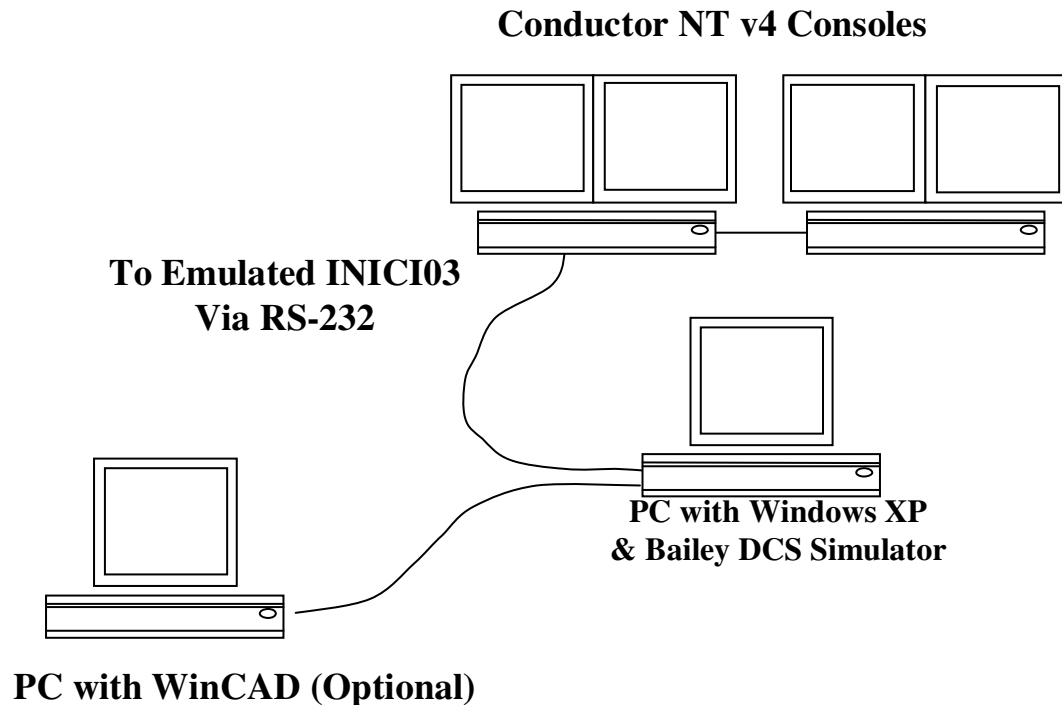 Conductor NT v4 Consoles
To Emulated INICI03
Via RS-232
PC with Windows XP
& Bailey DCS Simulator
PC with WinCAD (Optional)